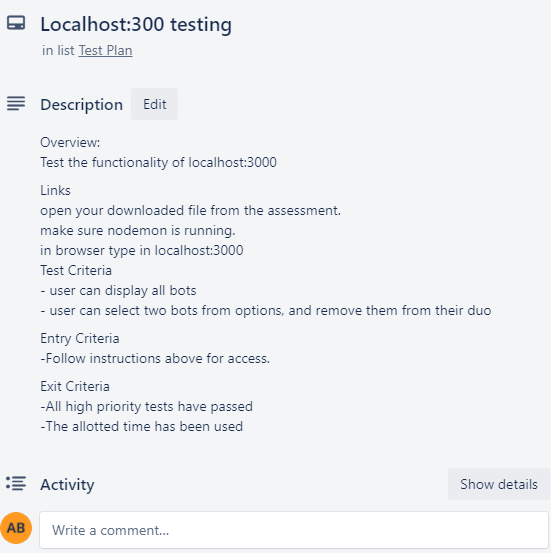 Localhost:300 testing
in list Test Plan
Description Edit
Overview:
Test the functionality of localhost:3000
Links
open your downloaded file from the assessment.
make sure nodemon is running.
in browser type in localhost:3000
Test Criteria
- user can display all bots
- user can select two bots from options, and remove them from their duo
Entry Criteria
-Follow instructions above for access.
Exit Criteria
-All high priority tests have passed
-The allotted time has been used
Activity Show details
AB Write a comment...